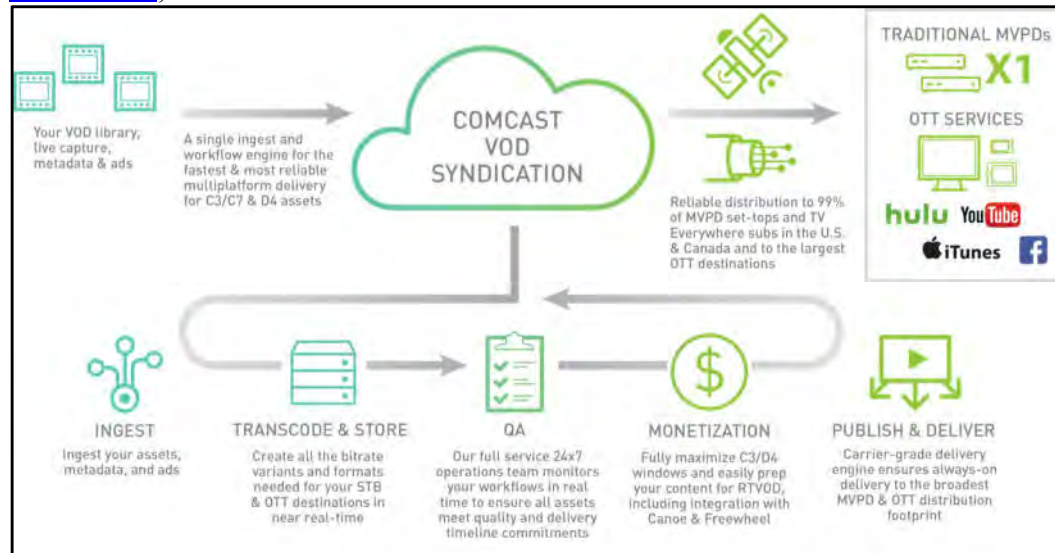 Your VOD library,
live capture,
metadata & ads
A single ingest and
workflow engine for the
fastest & most reliable
multiplatform delivery
for C3/C7 & D4 assets
COMCAST
VOD
SYNDICATION
Reliable distribution to 99%
of MVPD set-tops and TV
Everywhere subs in the U.S.
& Canada and to the largest
OTT destinations
TRADITIONAL MVPDs
X1
OTT SERVICES
hulu YouTube
iTunes f
INGEST
Ingest your assets,
metadata, and ads
TRANSCODE & STORE
Create all the bitrate
variants and formats
needed for your STB
& OTT destinations in
near real-time
QA
Our full service 24x7
operations team monitors
your workflows in real
time to ensure all assets
meet quality and delivery
timeline commitments
$
MONETIZATION
Fully maximize C3/D4
windows and easily prep
your content for RTVOD,
including integration with
Canoe & Freewheel
PUBLISH & DELIVER
Carrier-grade delivery
engine ensures always-on
delivery to the broadest
MVPD & OTT distribution
footprint